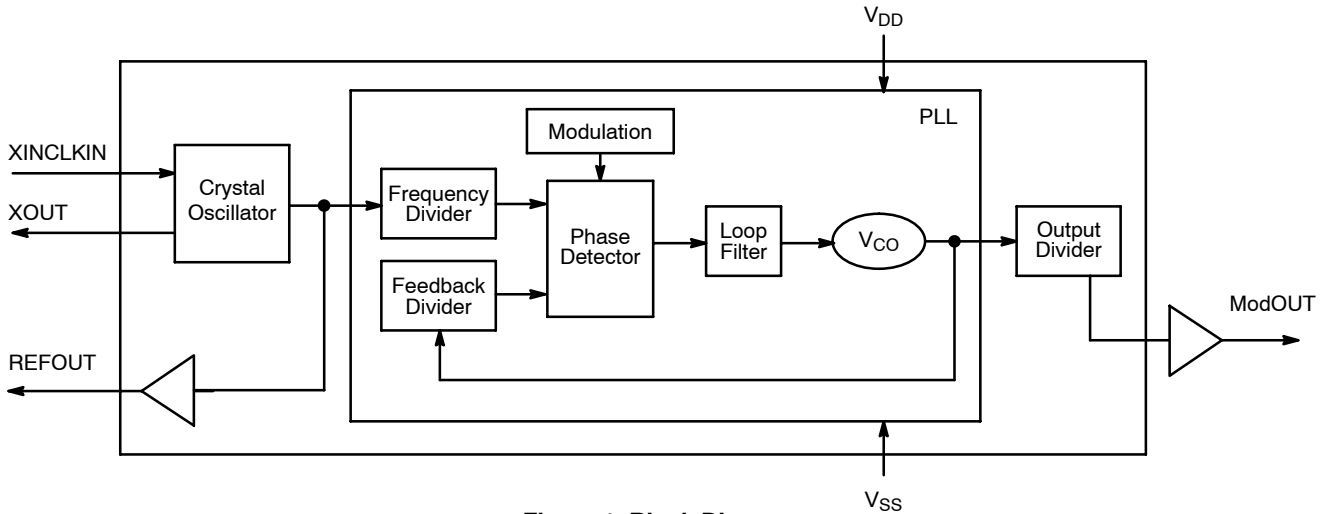 VDD
PLL
Modulation
XINCLKIN
Crystal
Oscillator
XOUT
Frequency
Divider
Phase
Detector
Loop
Filter
VCO
Output
Divider
Feedback
Divider
ModOUT
REFOUT
VSS